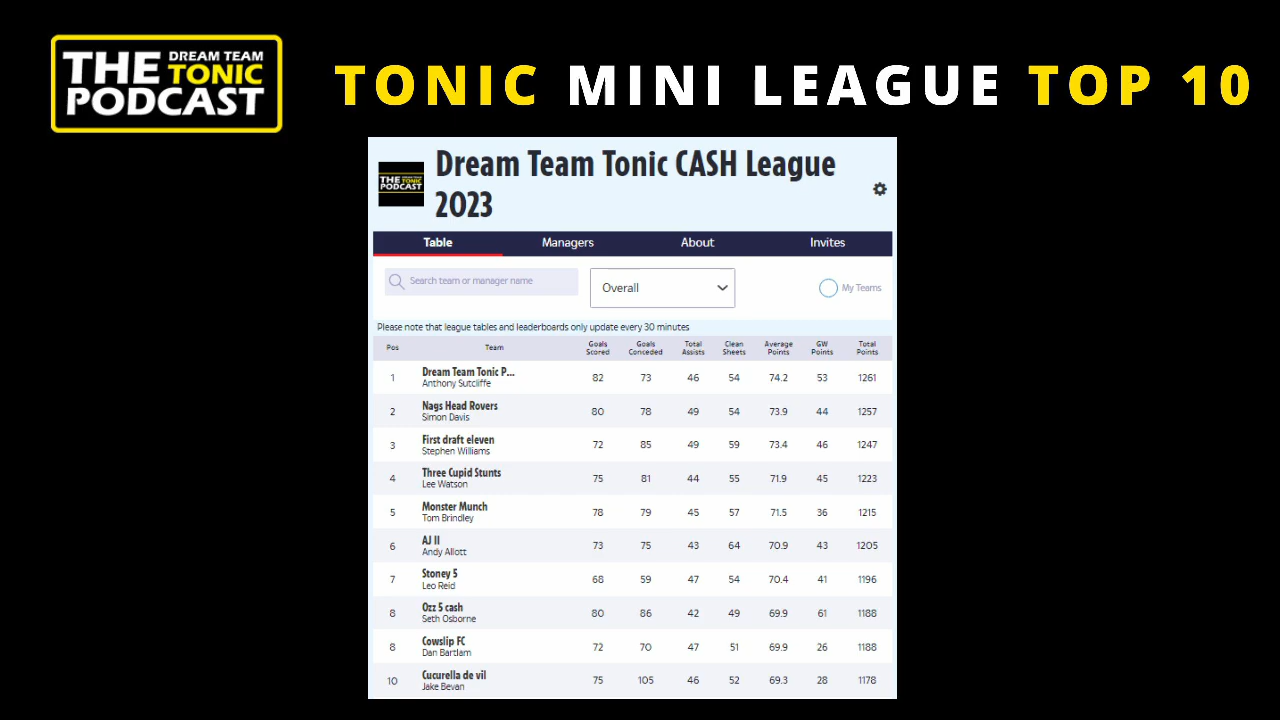 THE DREAM TEAM
TONIC
PODCAST
TONIC MINI LEAGUE TOP 10
THE TONIC
PODCAST
Dream Team Tonic CASH League
2023
Table Managers About Invites
Search team or manager name
Overall
My Teams
Please note that league tables and leaderboards only update every 30 minutes
Pos Team Goals Scored Goals Conceded Total Assists Clean Sheets Average Points GW Points Total Points
1 Dream Team Tonic P... 82 73 46 54 74.2 53 1261
Anthony Sutcliffe
2 Nags Head Rovers 80 78 49 54 73.9 44 1257
Simon Davis
3 First draft eleven 72 85 49 59 73.4 46 1247
Stephen Williams
4 Three Cupid Stunts 75 81 44 55 71.9 45 1223
Lee Watson
5 Monster Munch 78 79 45 57 71.5 36 1215
Tom Brindley
6 AJ II 73 75 43 64 70.9 43 1205
Andy Allott
7 Stoney 5 68 59 47 54 70.4 41 1196
Leo Reid
8 Ozz 5 cash 80 86 42 49 69.9 61 1188
Seth Osborne
8 Cowslip FC 72 70 47 51 69.9 26 1188
Dan Bartlam
10 Cucurella de vil 75 105 46 52 69.3 28 1178
Jake Bevan